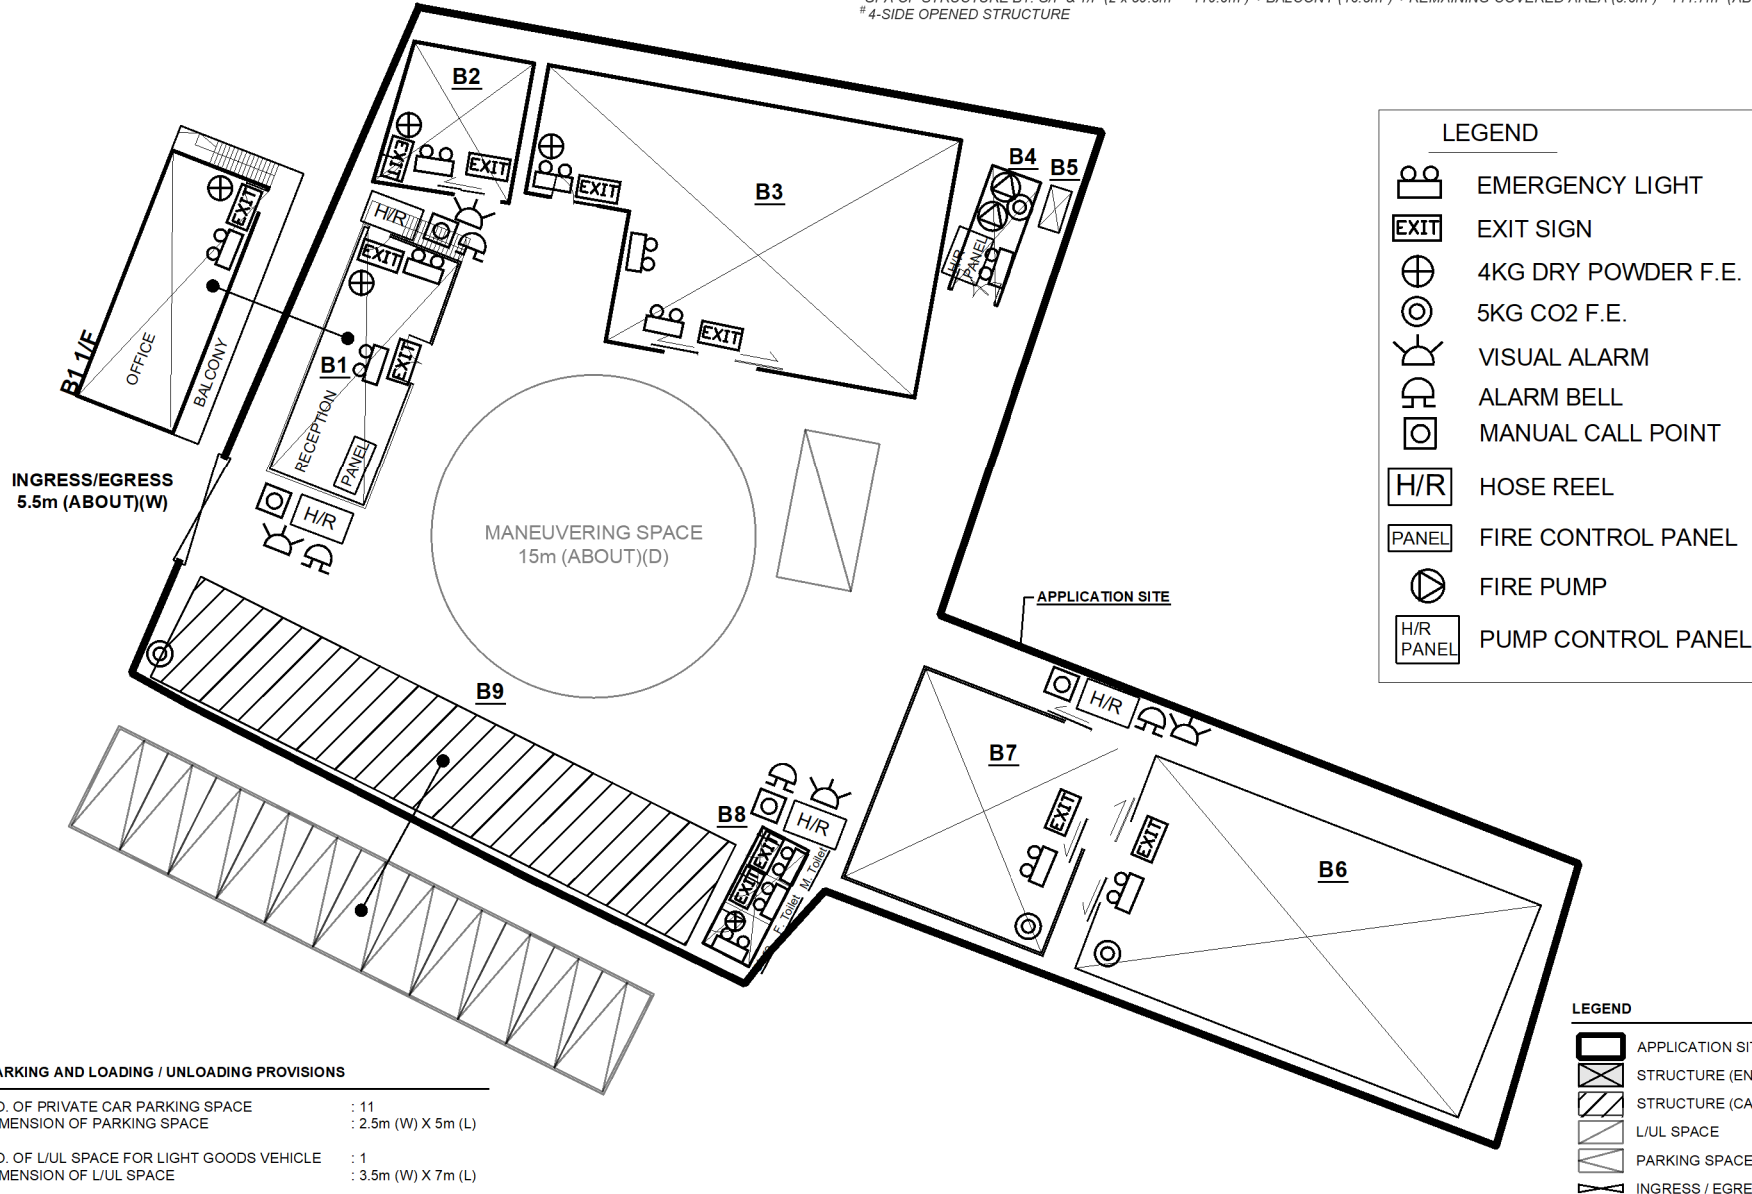 # 4-SIDE OPENED STRUCTURE
B2
EXIT
EXIT
B3
EXIT
B4
B5
H/R
PANEL
EXIT
H/R
EXIT
EXIT
B1
EXIT
RECEPTION
PANEL
B1 1/F
OFFICE
BALCONY
INGRESS/EGRESS
5.5m (ABOUT)(W)
H/R
MANEUVERING SPACE
15m (ABOUT)(D)
APPLICATION SITE
B9
B8
H/R
EXIT
EXIT
M. Toilet
F. Toilet
H/R
B7
EXIT
EXIT
B6
LEGEND
EMERGENCY LIGHT
EXIT EXIT SIGN
4KG DRY POWDER F.E.
5KG CO2 F.E.
VISUAL ALARM
ALARM BELL
MANUAL CALL POINT
H/R HOSE REEL
PANEL FIRE CONTROL PANEL
FIRE PUMP
H/R
PANEL PUMP CONTROL PANEL
ARKING AND LOADING / UNLOADING PROVISIONS
O. OF PRIVATE CAR PARKING SPACE : 11
MENSION OF PARKING SPACE : 2.5m (W) X 5m (L)
O. OF L/UL SPACE FOR LIGHT GOODS VEHICLE : 1
MENSION OF L/UL SPACE : 3.5m (W) X 7m (L)
LEGEND
APPLICATION SI
STRUCTURE (EN
STRUCTURE (CA
L/UL SPACE
PARKING SPACE
INGRESS / EGRE